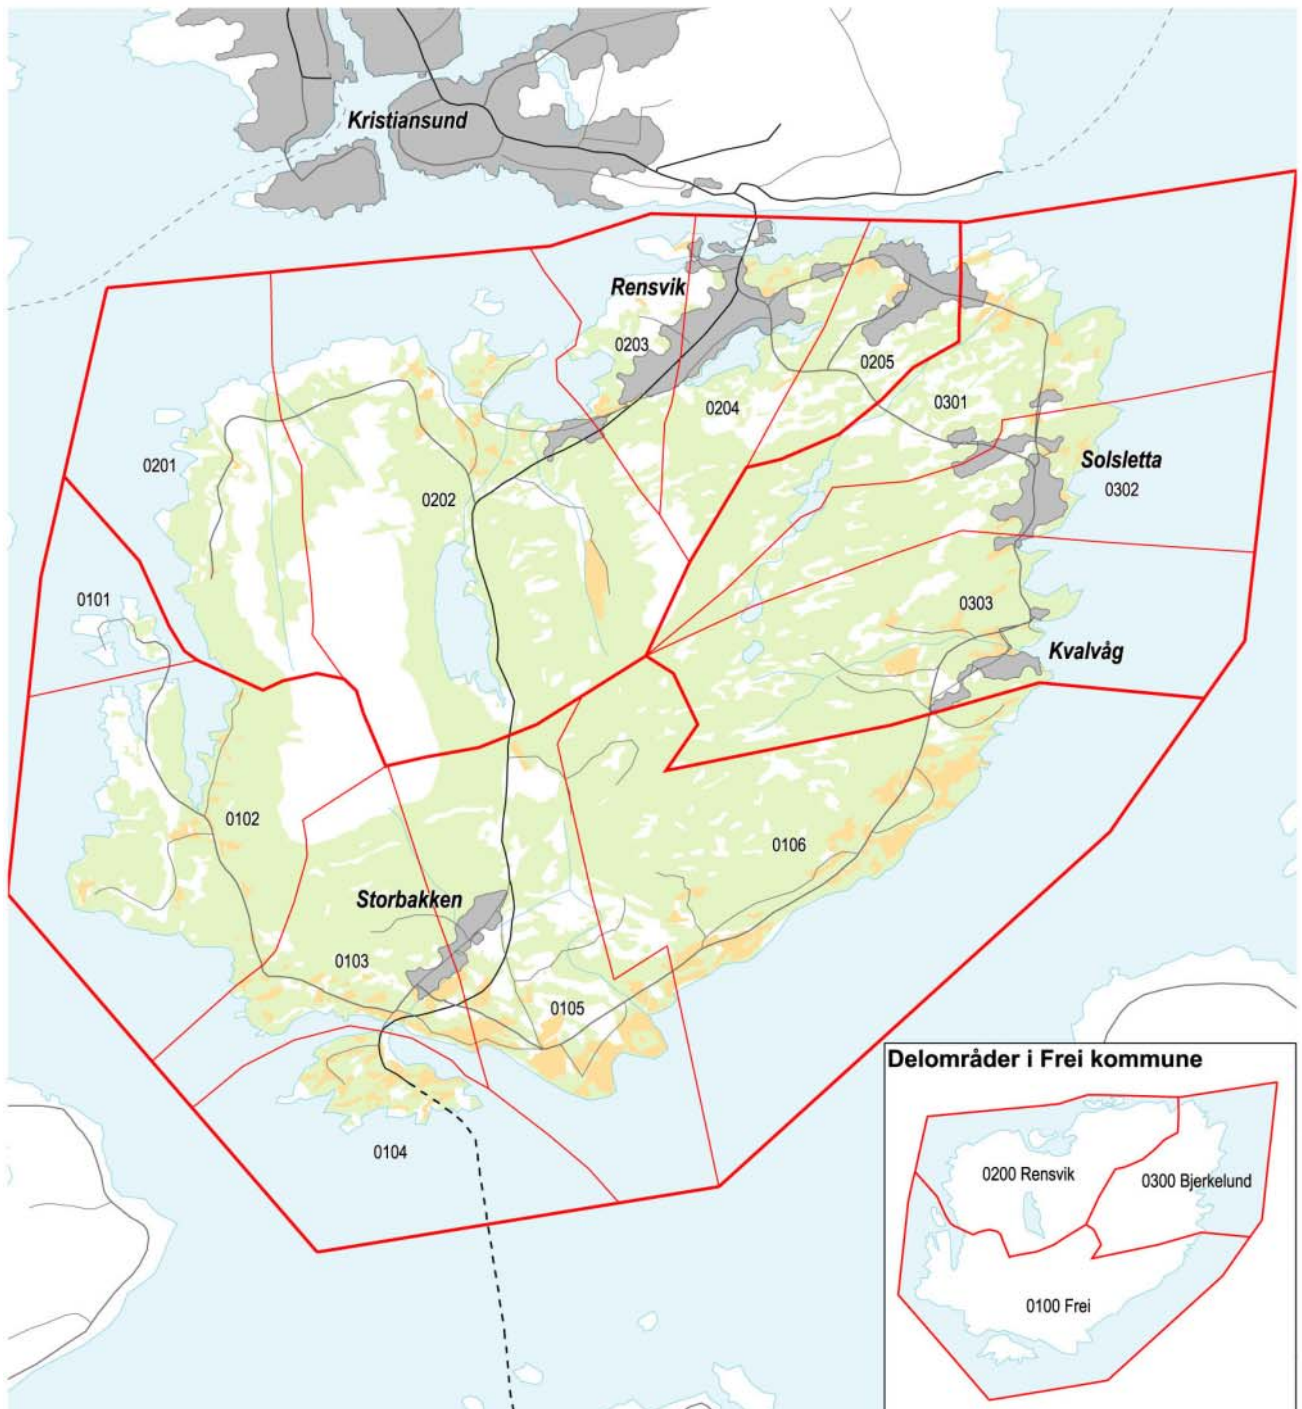 Kristiansund
Rensvik
0203
0205
0204
0301
0201
0202
Solsletta
0302
0101
0303
Kvalvåg
0102
0106
Storbakken
0103
0105
0104
Delområder i Frei kommune
0200 Rensvik
0300 Bjerkelund
0100 Frei